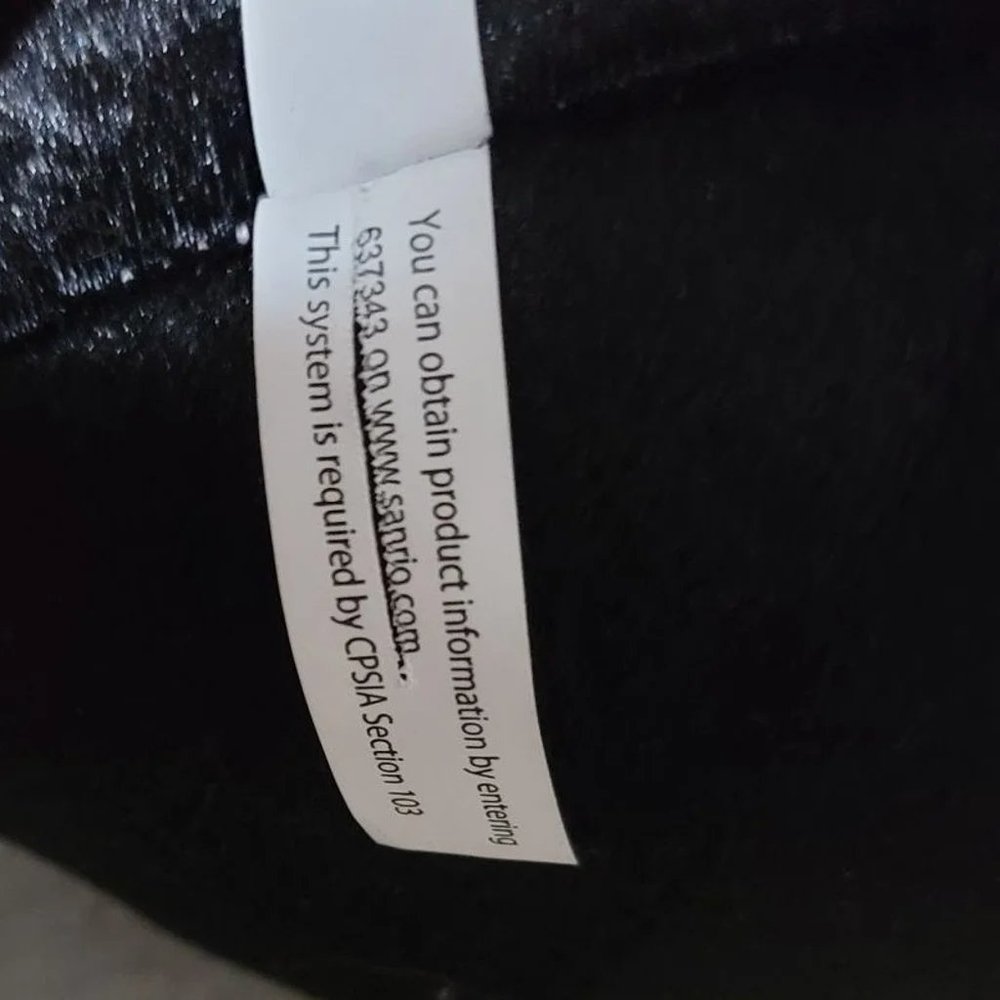 You can obtain product information by entering
637343 on www.sanrio.com.
This system is required by CPSIA Section 103